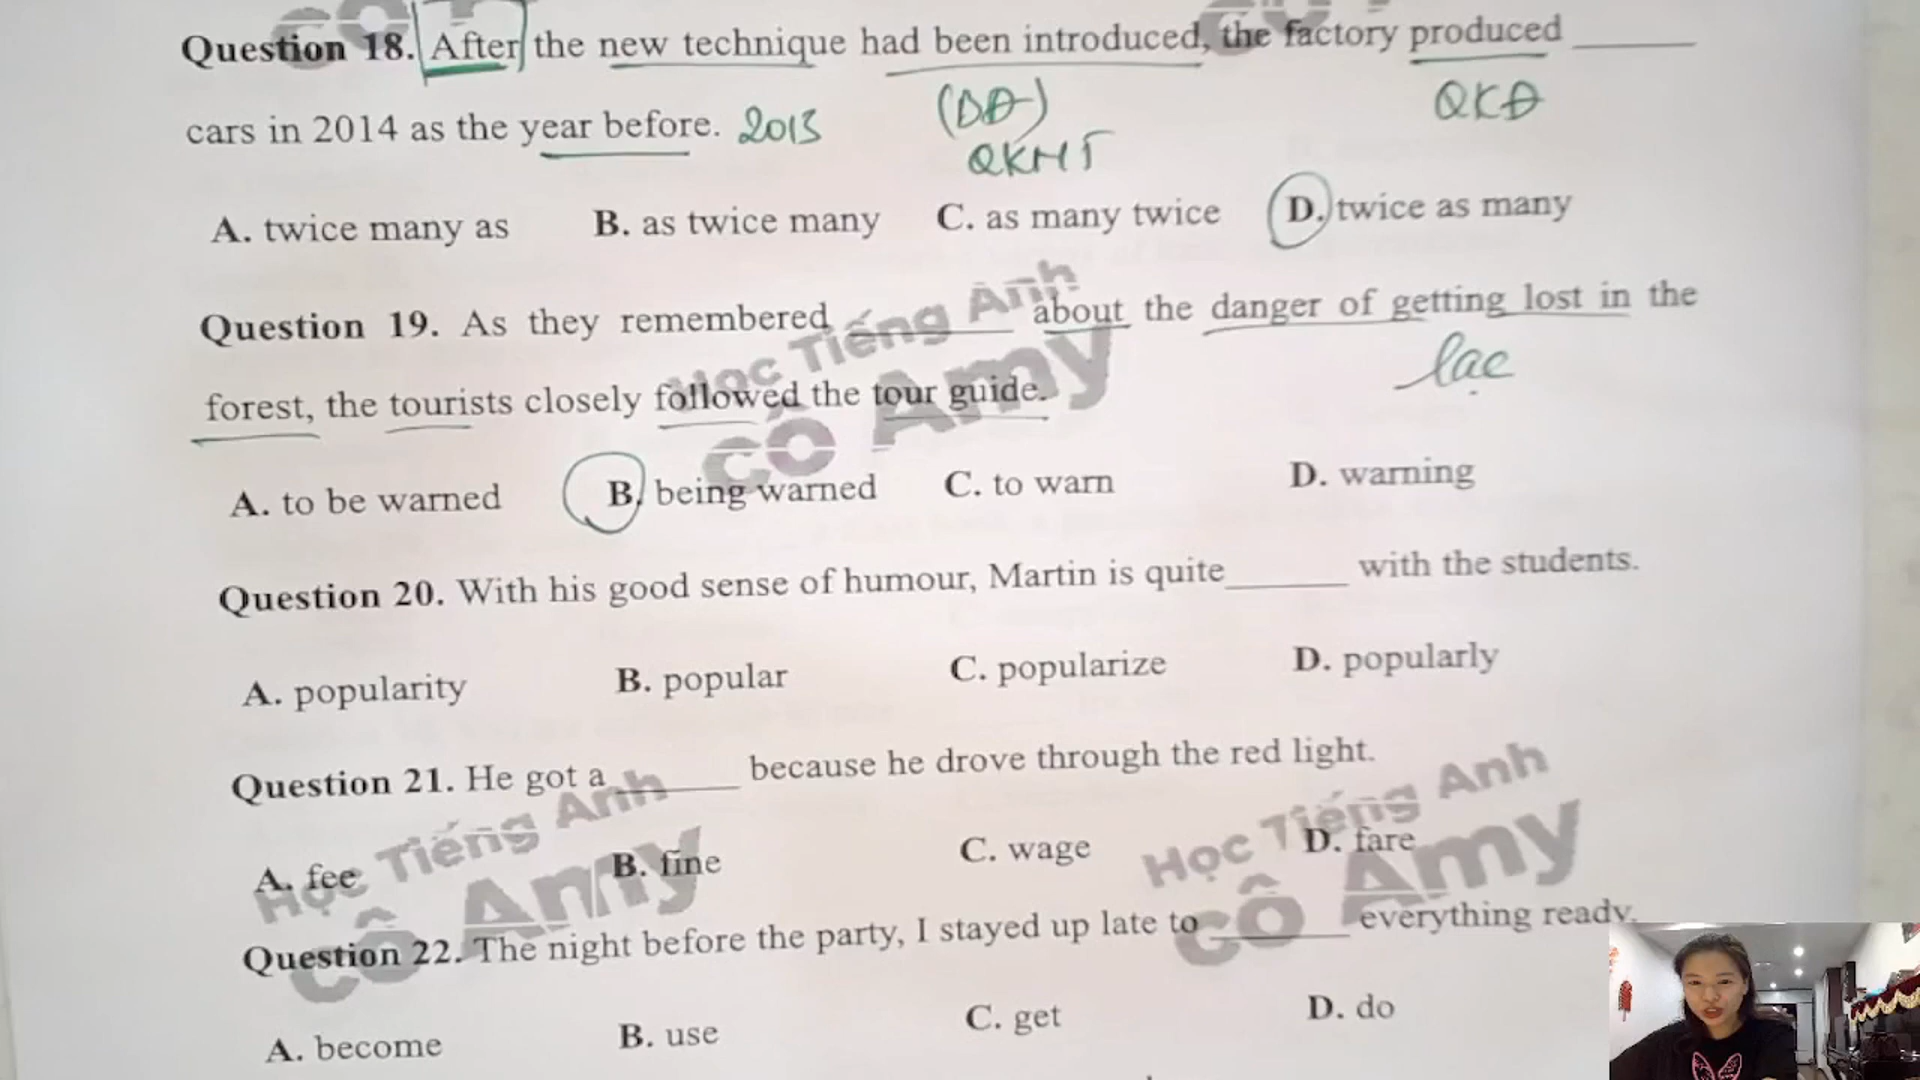 Question 18. After the new technique had been introduced, the factory produced ______
(BĐ) QKĐ
cars in 2014 as the year before. 2013
QKHT
A. twice many as B. as twice many C. as many twice D. twice as many
Học Tiếng Anh
cô Amy
Question 19. As they remembered ______ about the danger of getting lost in the
lạc
forest, the tourists closely followed the tour guide.
A. to be warned B. being warned C. to warn D. warning
Question 20. With his good sense of humour, Martin is quite______ with the students.
A. popularity B. popular C. popularize D. popularly
Question 21. He got a ______ because he drove through the red light.
Học Tiếng Anh
cô Amy
Học Tiếng Anh
cô Amy
A. fee B. fine C. wage D. fare
Question 22. The night before the party, I stayed up late to ______ everything ready.
A. become B. use C. get D. do